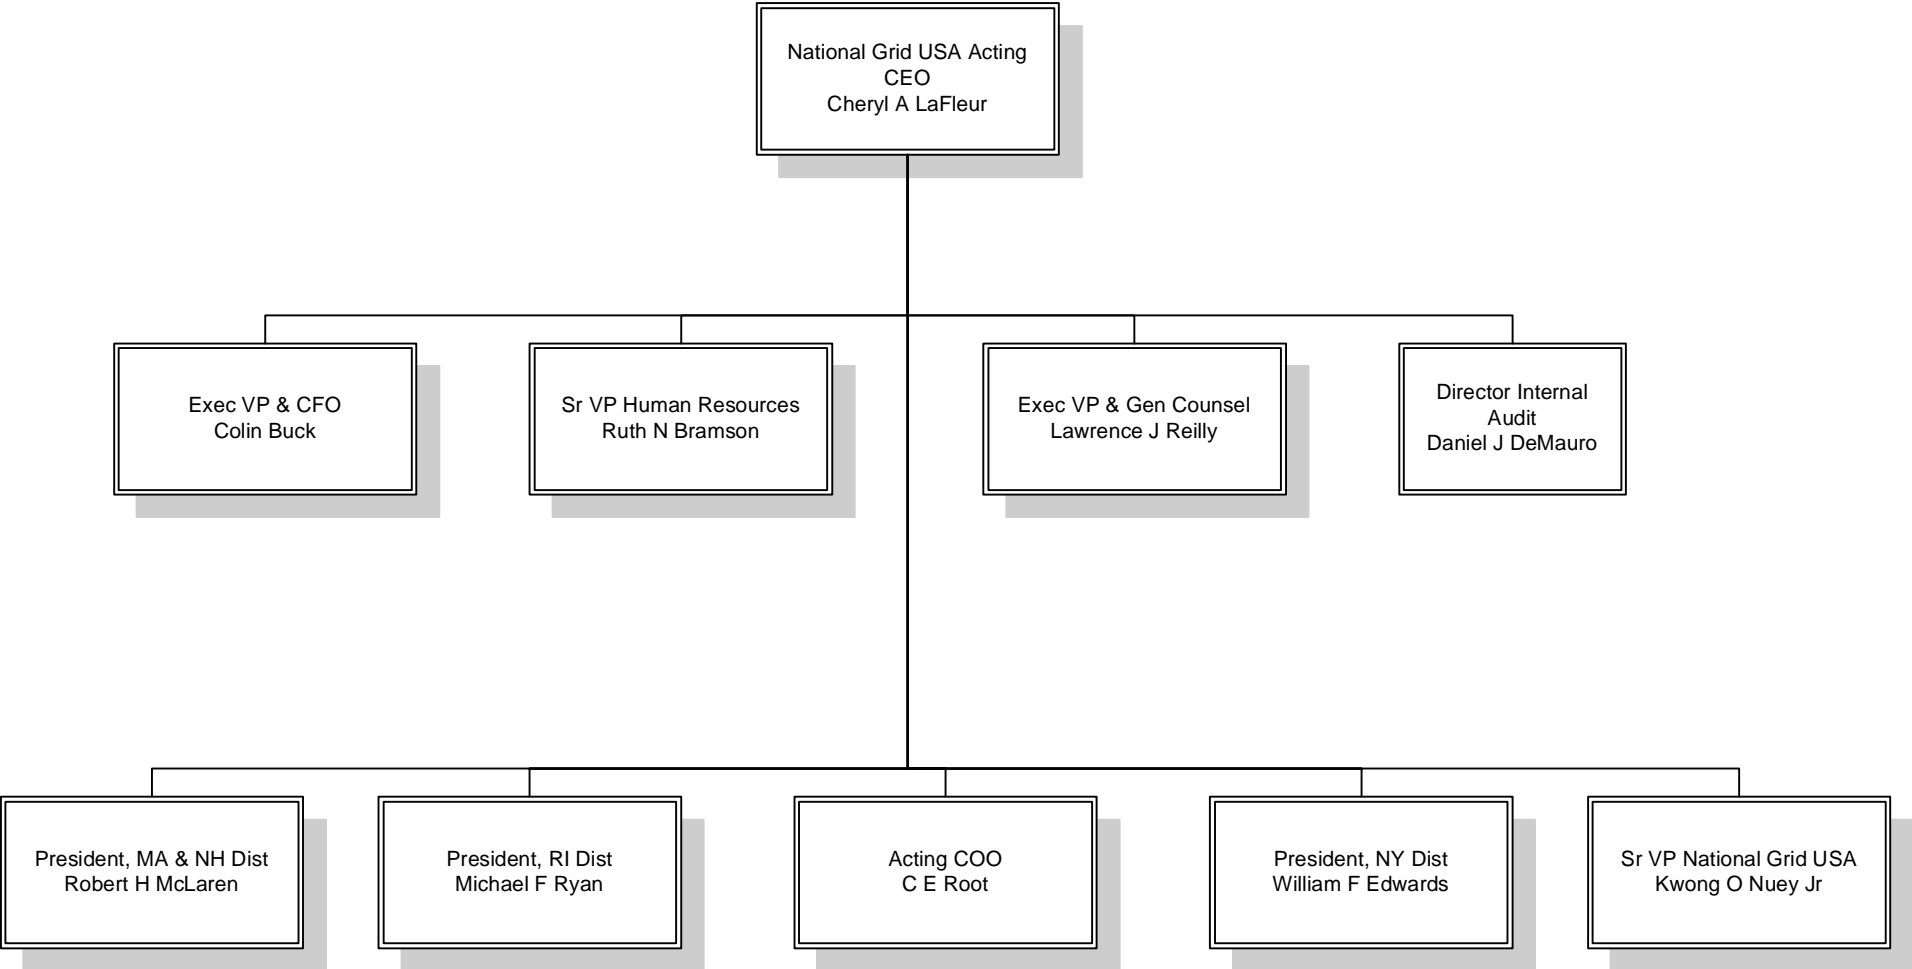 National Grid USA Acting
CEO
Cheryl A LaFleur
Exec VP & CFO
Colin Buck
Sr VP Human Resources
Ruth N Bramson
Exec VP & Gen Counsel
Lawrence J Reilly
Director Internal
Audit
Daniel J DeMauro
President, MA & NH Dist
Robert H McLaren
President, RI Dist
Michael F Ryan
Acting COO
C E Root
President, NY Dist
William F Edwards
Sr VP National Grid USA
Kwong O Nuey Jr